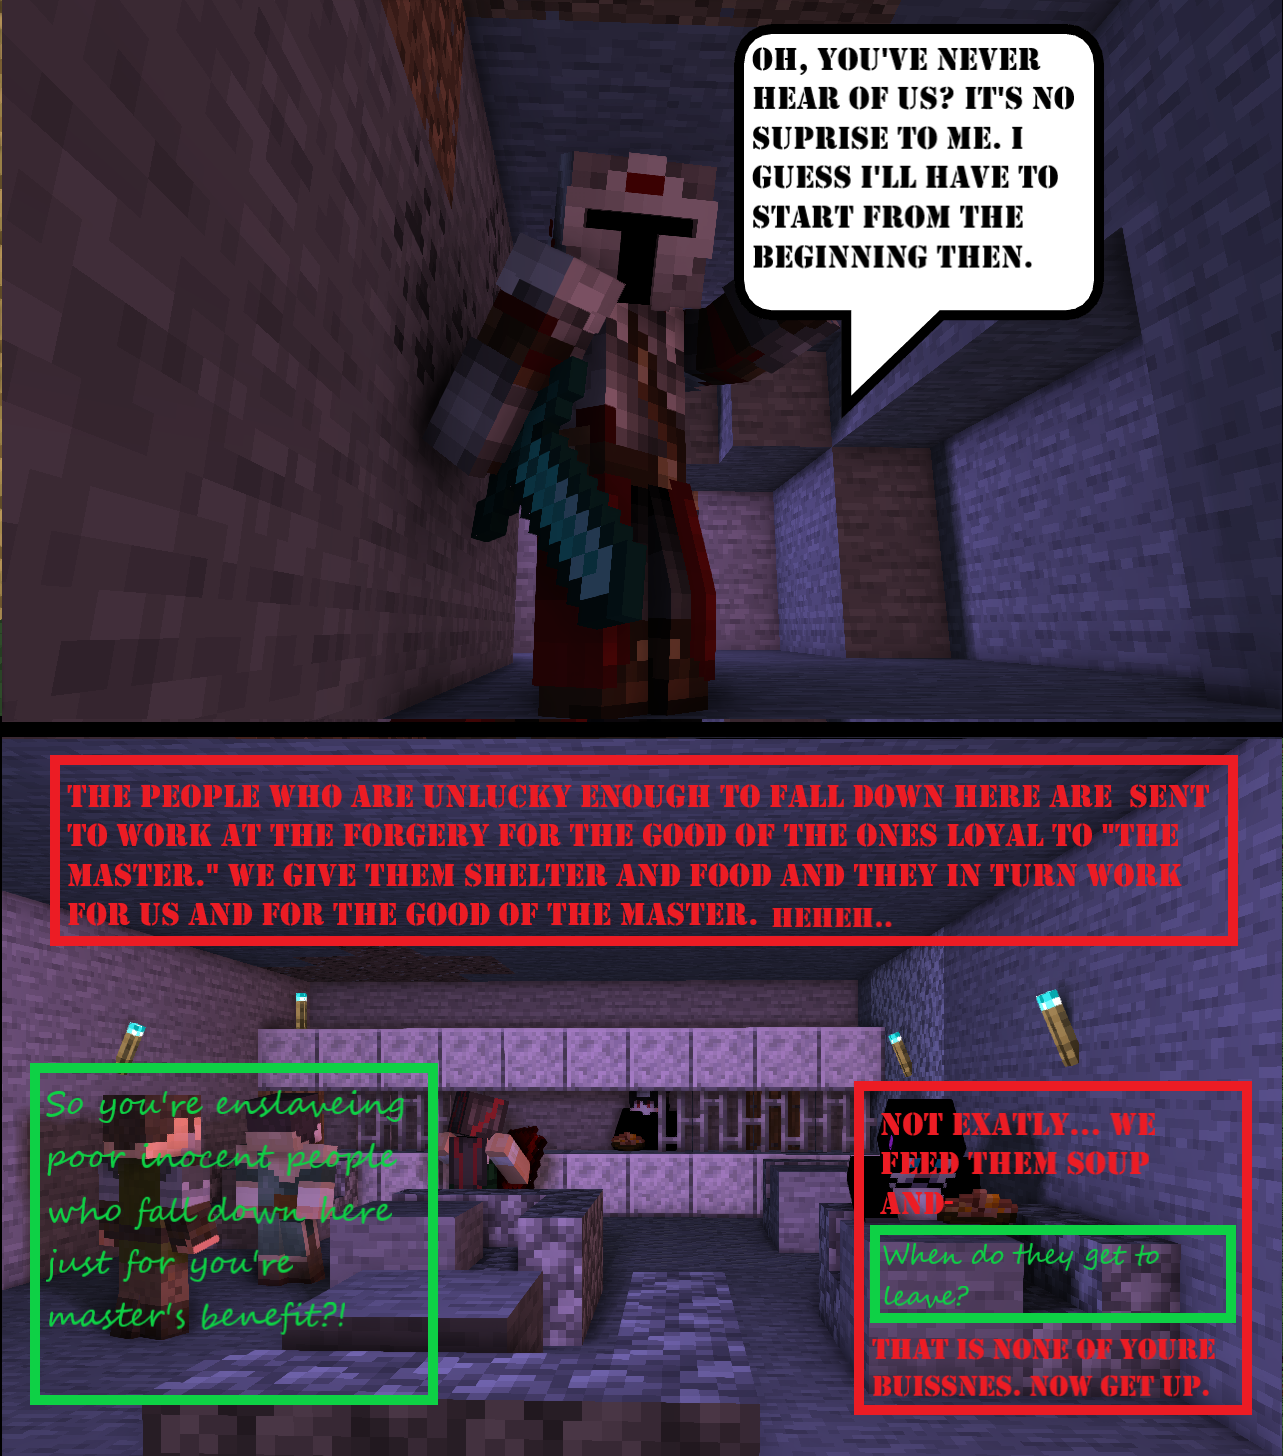 OH, YOU'VE NEVER
HEAR OF US? IT'S NO
SUPRISE TO ME. I
GUESS I'LL HAVE TO
START FROM THE
BEGINNING THEN.
THE PEOPLE WHO ARE UNLUCKY ENOUGH TO FALL DOWN HERE ARE SENT
TO WORK AT THE FORGERY FOR THE GOOD OF THE ONES LOYAL TO "THE
MASTER." WE GIVE THEM SHELTER AND FOOD AND THEY IN TURN WORK
FOR US AND FOR THE GOOD OF THE MASTER. HEHEH..
So you're enslaveing
poor inocent people
who fall down here
just for you're
master's benefit?!
NOT EXATLY... WE
FEED THEM SOUP
AND-
When do they get to
leave?
THAT IS NONE OF YOURE
BUISSNES. NOW GET UP.